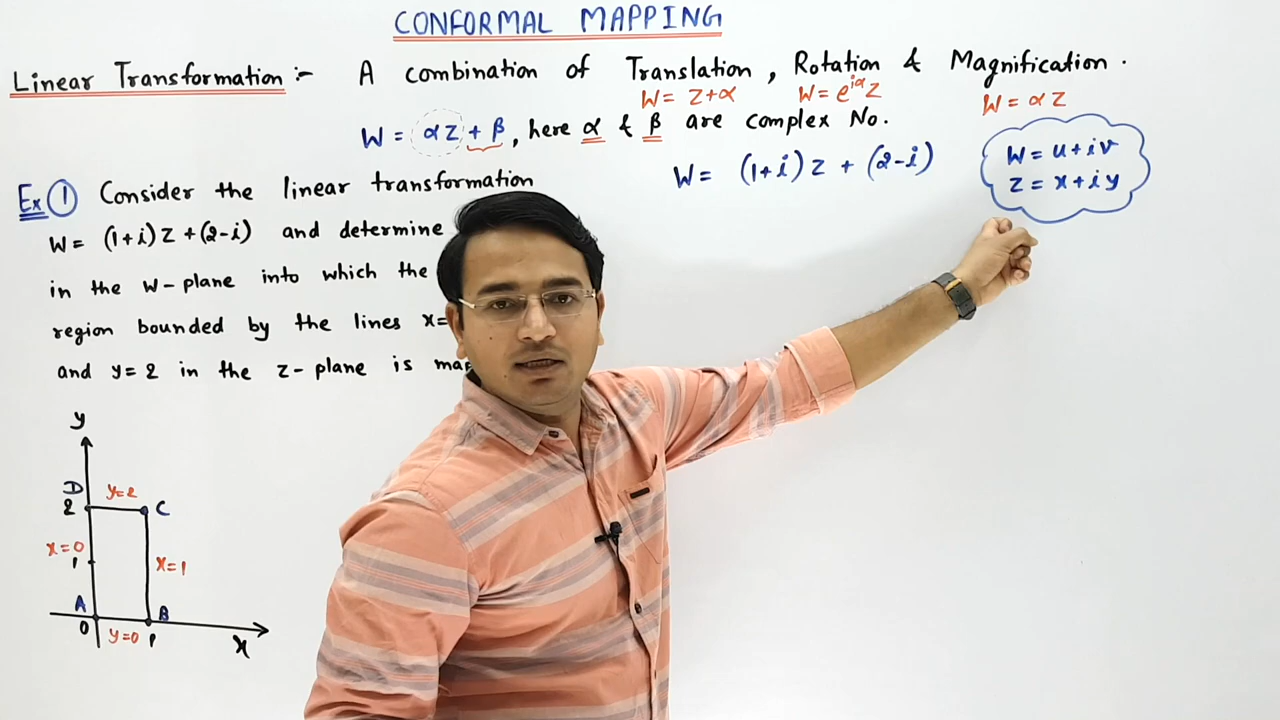 CONFORMAL MAPPING
Linear Transformation :- A combination of Translation, Rotation & Magnification.
W = Z+α W = e^{iα}Z W = αZ
W = αZ + β, here α & β are complex No.
W = (1+i)Z + (2-i)
W = u+iv
Z = x+iy
Ex ① Consider the linear transformation
W = (1+i)Z + (2-i) and determine
in the W-plane into which the
region bounded by the lines x=
and y=2 in the Z-plane is
y
D
2
y=2
C
x=0
1
x=1
A
B
0
y=0
1
x